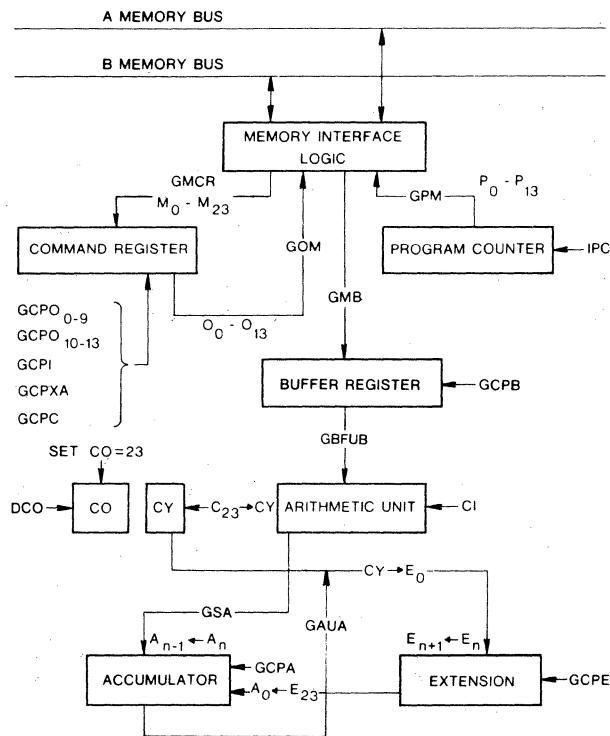 A MEMORY BUS
B MEMORY BUS
MEMORY INTERFACE
LOGIC
GMCR
M0 - M23
GPM
P0 - P13
COMMAND REGISTER
GOM
PROGRAM COUNTER
IPC
GCPO0-9
GCPO10-13
GCPI
GCPXA
GCPC
O0 - O13
GMB
BUFFER REGISTER
GCPB
GBFUB
SET CO=23
DCO
CO
CY
C23→CY
ARITHMETIC UNIT
CI
CY→E0
GSA
GAUA
An-1←An
En+1←En
ACCUMULATOR
GCPA
A0←E23
EXTENSION
GCPE